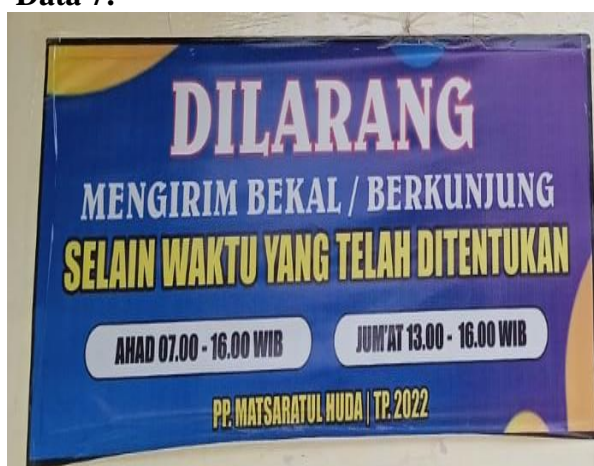 Data 7:
DILARANG
MENGIRIM BEKAL / BERKUNJUNG
SELAIN WAKTU YANG TELAH DITENTUKAN
AHAD 07.00 - 16.00 WIB
JUM'AT 13.00 - 16.00 WIB
PP. MATSARATUL HUDA | TP. 2022